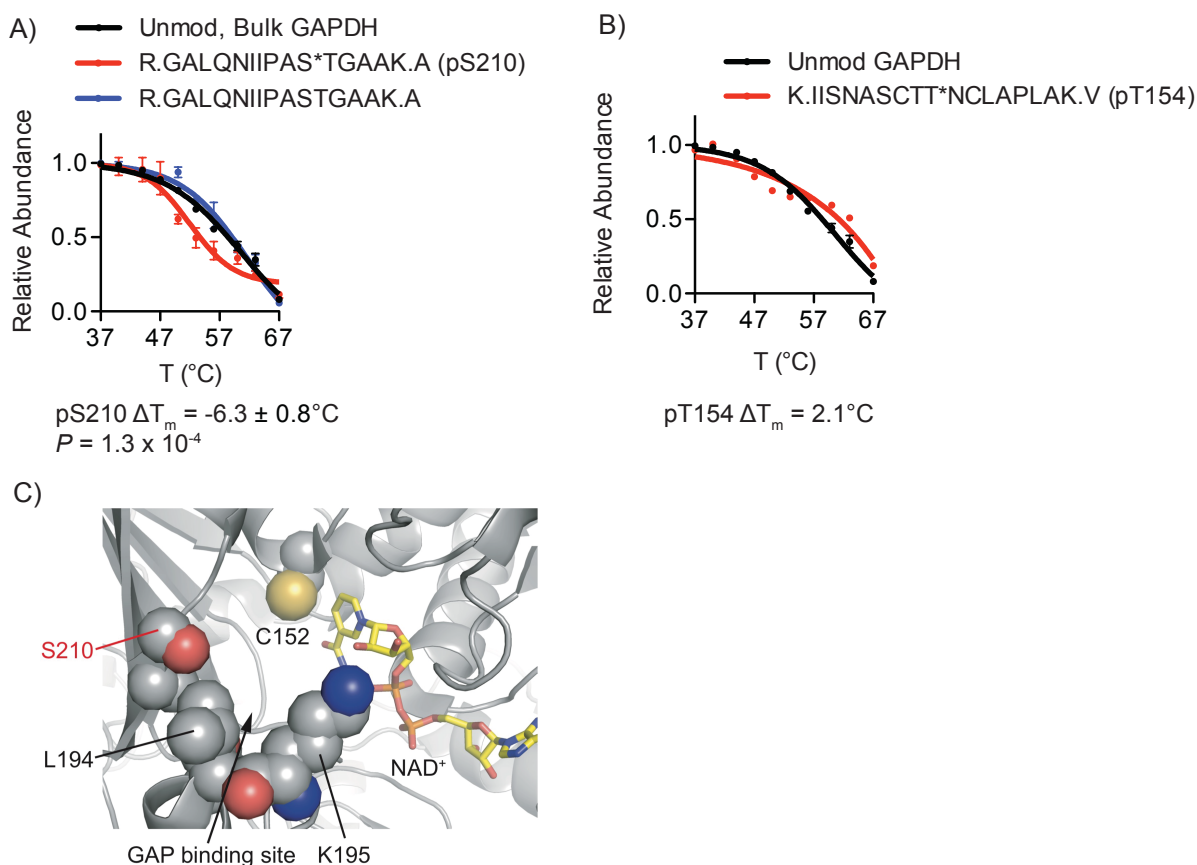 A)
Unmod, Bulk GAPDH
R.GALQNIIPAS*TGAAK.A (pS210)
R.GALQNIIPASTGAAK.A
Relative Abundance
1.0
0.5
0.0
37 47 57 67
T (°C)
pS210 ΔTm = -6.3 ± 0.8°C
P = 1.3 x 10-4
B)
Unmod GAPDH
K.IISNASCTT*NCLAPLAK.V (pT154)
Relative Abundance
1.0
0.5
0.0
37 47 57 67
T (°C)
pT154 ΔTm = 2.1°C
C)
S210
C152
L194
NAD+
GAP binding site
K195